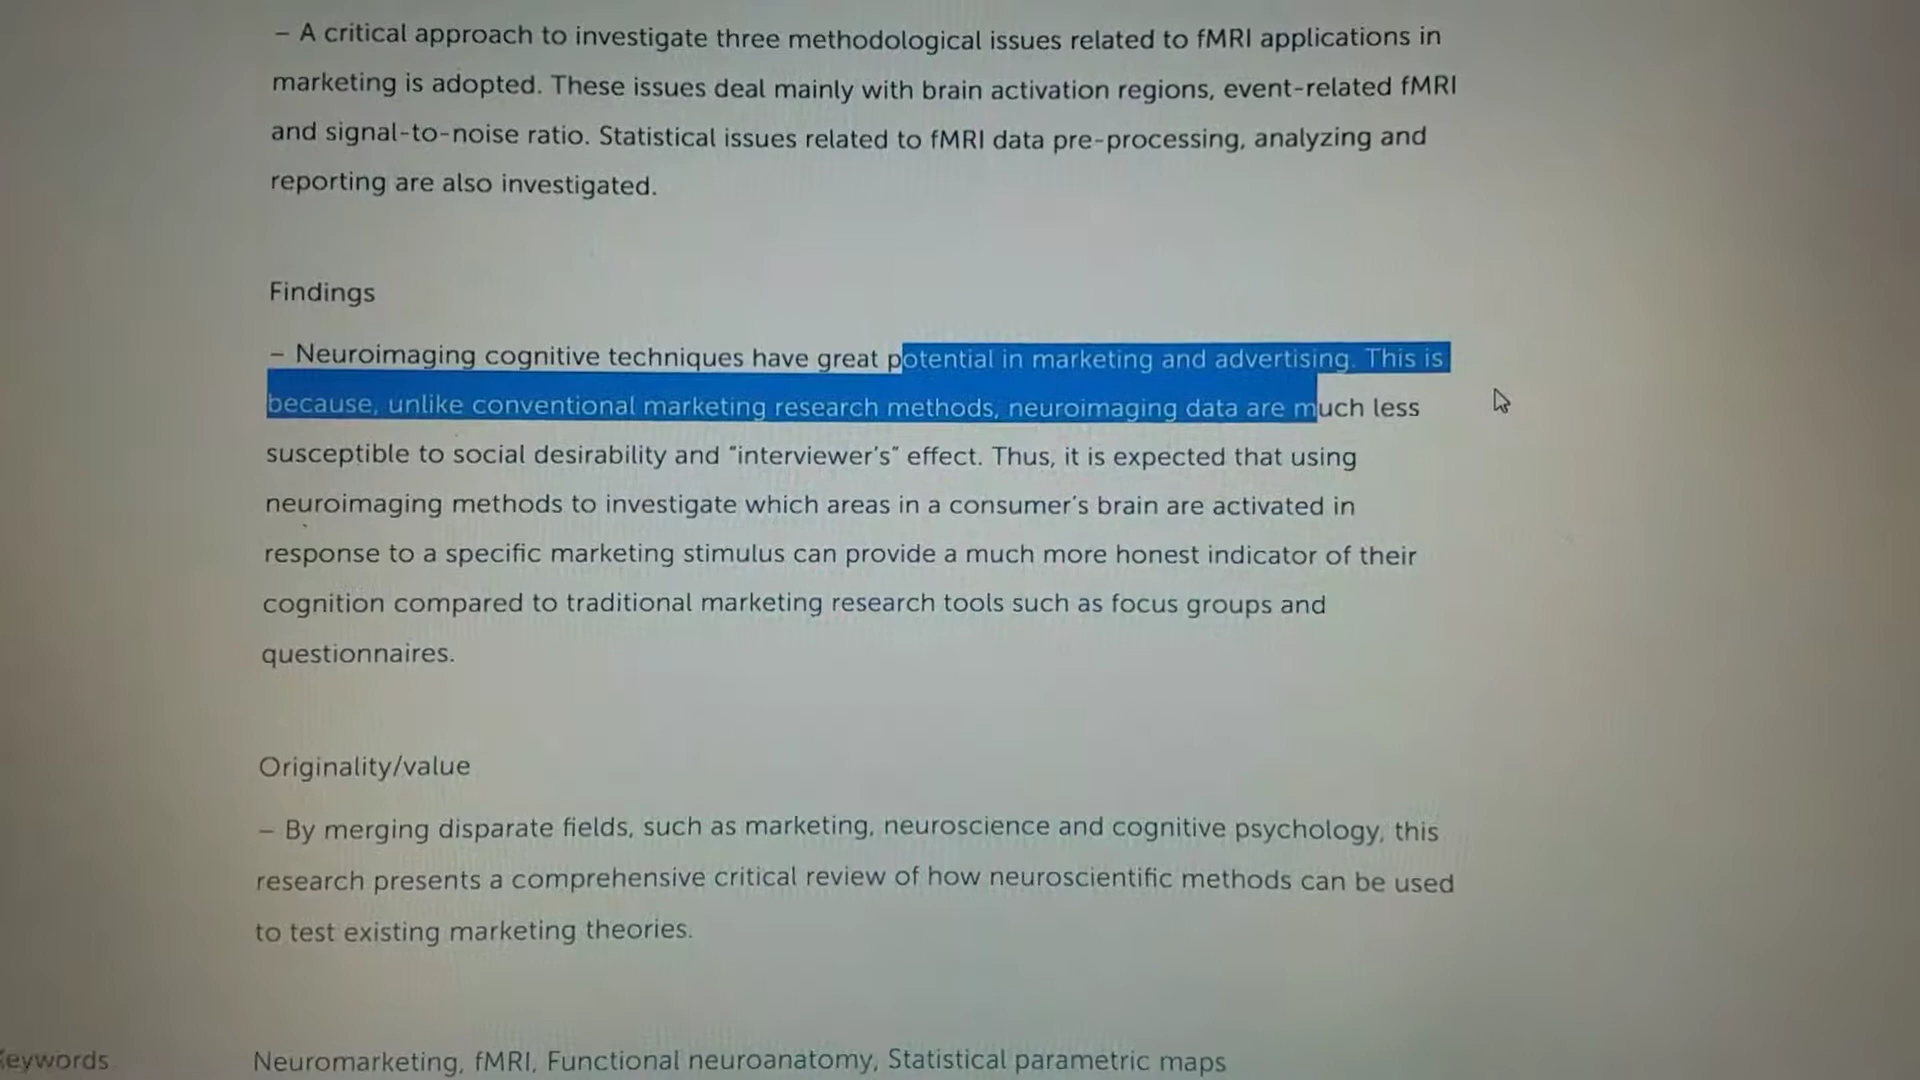 – A critical approach to investigate three methodological issues related to fMRI applications in
marketing is adopted. These issues deal mainly with brain activation regions, event-related fMRI
and signal-to-noise ratio. Statistical issues related to fMRI data pre-processing, analyzing and
reporting are also investigated.
Findings
– Neuroimaging cognitive techniques have great potential in marketing and advertising. This is
because, unlike conventional marketing research methods, neuroimaging data are much less
susceptible to social desirability and "interviewer's" effect. Thus, it is expected that using
neuroimaging methods to investigate which areas in a consumer's brain are activated in
response to a specific marketing stimulus can provide a much more honest indicator of their
cognition compared to traditional marketing research tools such as focus groups and
questionnaires.
Originality/value
– By merging disparate fields, such as marketing, neuroscience and cognitive psychology, this
research presents a comprehensive critical review of how neuroscientific methods can be used
to test existing marketing theories.
eywords Neuromarketing, fMRI, Functional neuroanatomy, Statistical parametric maps